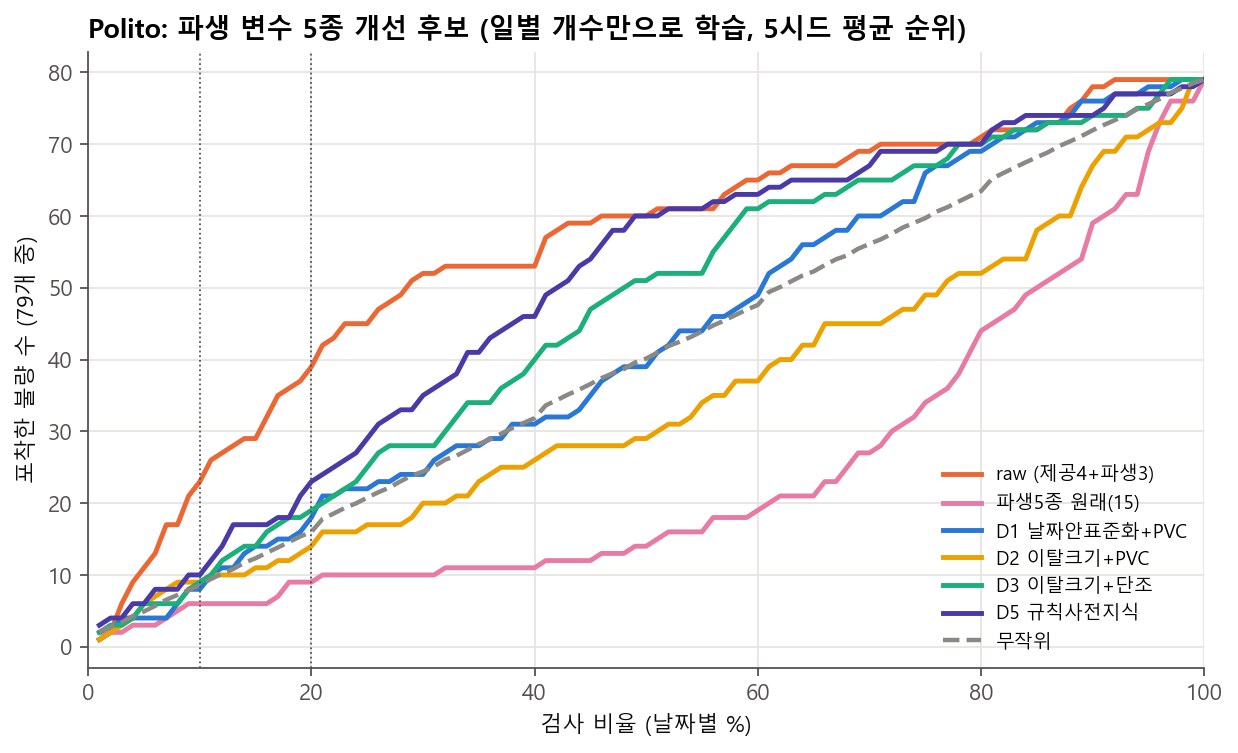 Polito: 파생 변수 5종 개선 후보 (일별 개수만으로 학습, 5시드 평균 순위)
포착한 불량 수 (79개 중)
80
70
60
50
40
30
20
10
0
raw (제공4+파생3)
파생5종 원래(15)
D1 날짜안표준화+PVC
D2 이탈크기+PVC
D3 이탈크기+단조
D5 규칙사전지식
무작위
0
20
40
60
80
100
검사 비율 (날짜별 %)